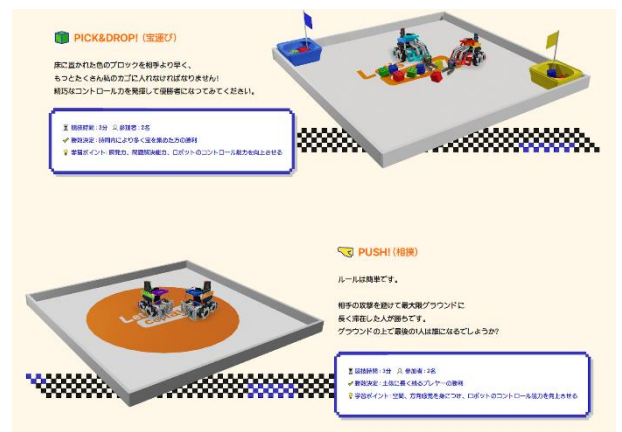 PICK&DROP! (宝運び)
床に置かれた色のブロックを相手より早く、
もっとたくさん私のカゴに入れなければなりません!
精巧なコントロール力を発揮して優勝者になってみてください。
競技時間 : 3分 参加者 : 2名
勝敗決定 : 時間内により多く宝を集めた方の勝利
学習ポイント : 瞬発力、問題解決能力、ロボットのコントロール能力を向上させる
PUSH! (相撲)
ルールは簡単です。
相手の攻撃を避けて最大限グラウンドに
長く滞在した人が勝ちです。
グラウンドの上で最後の1人は誰になるでしょうか?
競技時間 : 3分 参加者 : 2名
勝敗決定 : 土俵に長く残るプレヤーの勝利
学習ポイント : 空間、方向感覚を身につけ、ロボットのコントロール能力を向上させる